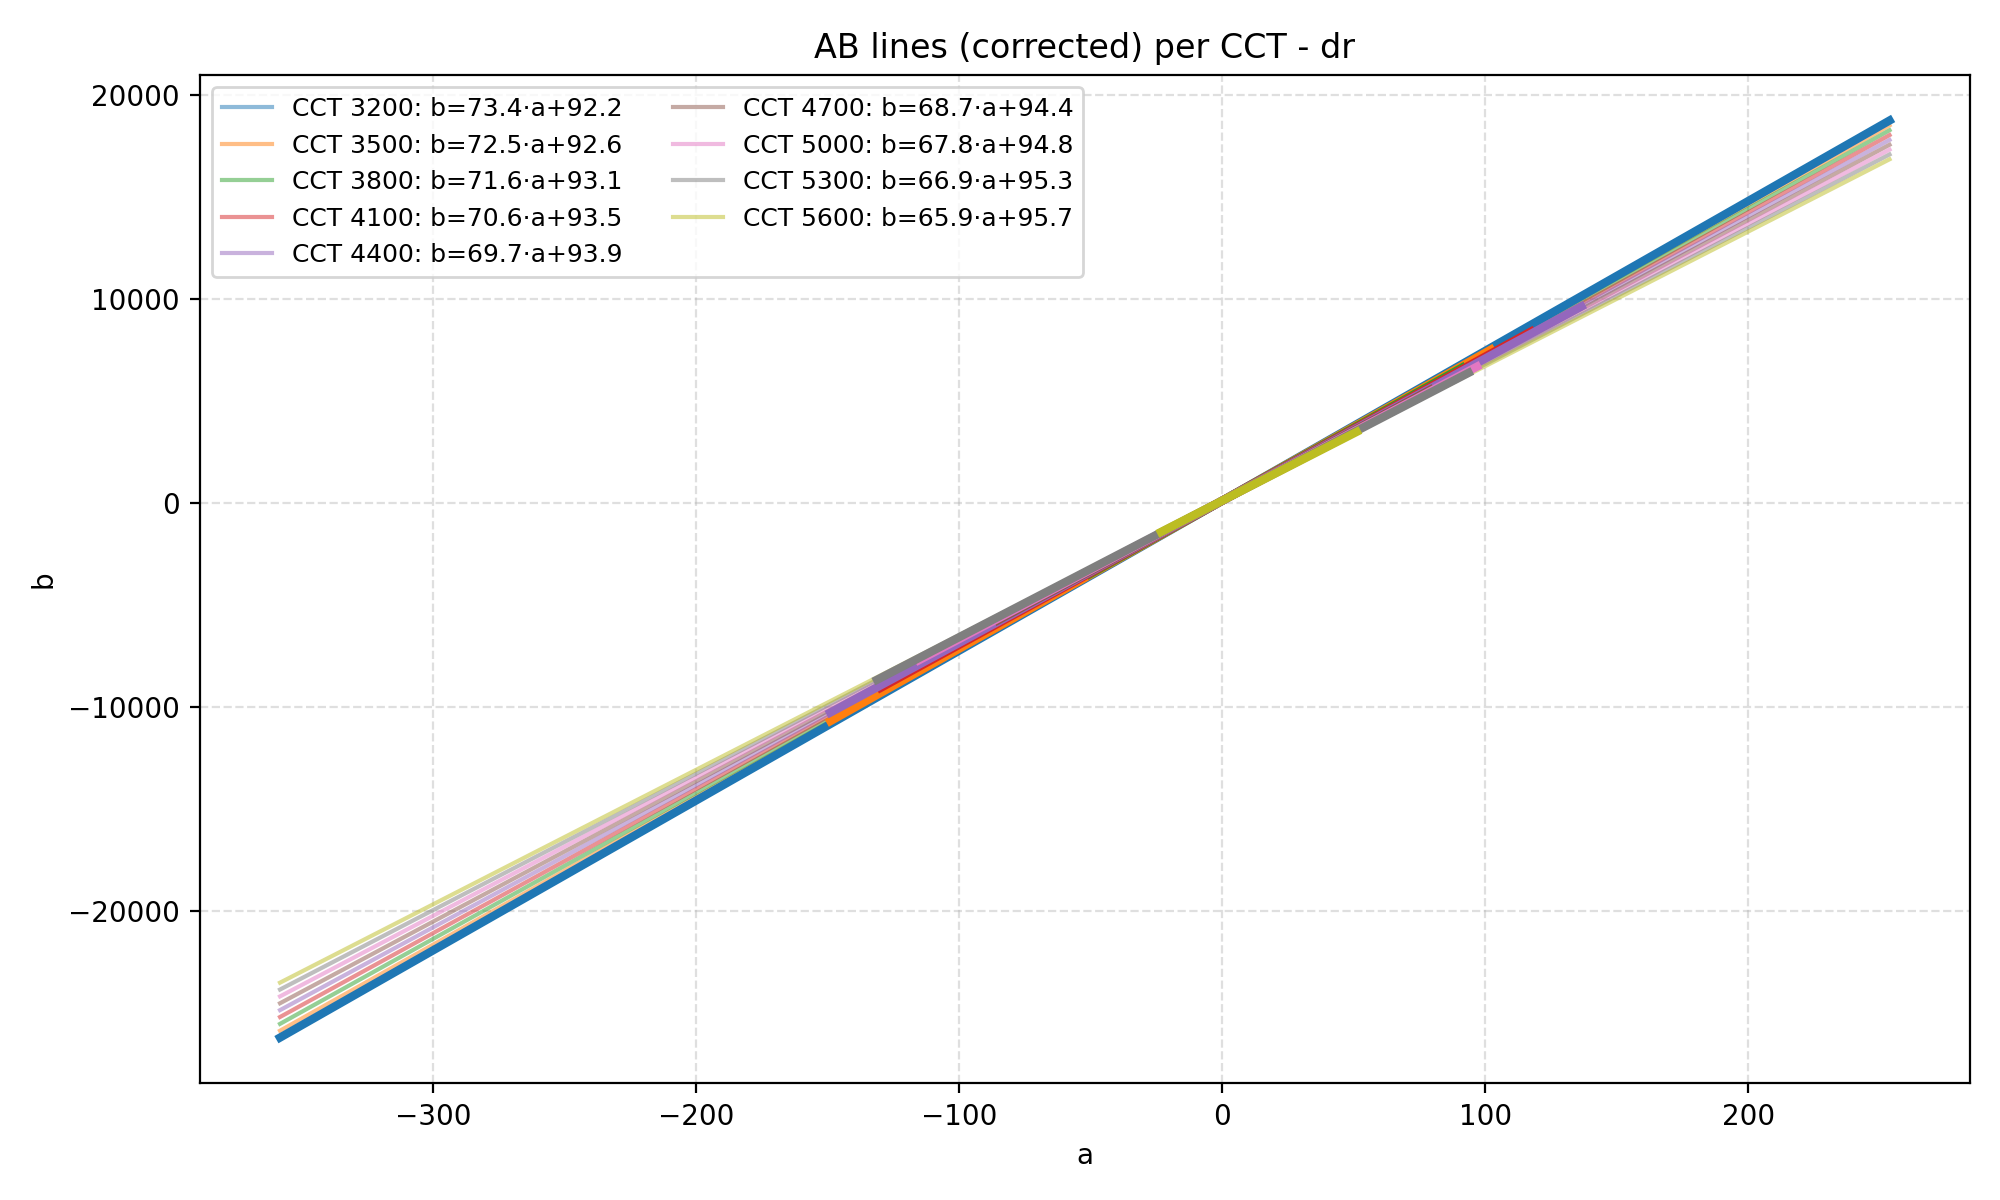 AB lines (corrected) per CCT - dr
CCT 3200: b=73.4·a+92.2
CCT 3500: b=72.5·a+92.6
CCT 3800: b=71.6·a+93.1
CCT 4100: b=70.6·a+93.5
CCT 4400: b=69.7·a+93.9
CCT 4700: b=68.7·a+94.4
CCT 5000: b=67.8·a+94.8
CCT 5300: b=66.9·a+95.3
CCT 5600: b=65.9·a+95.7
20000
10000
0
−10000
−20000
b
−300
−200
−100
0
100
200
a